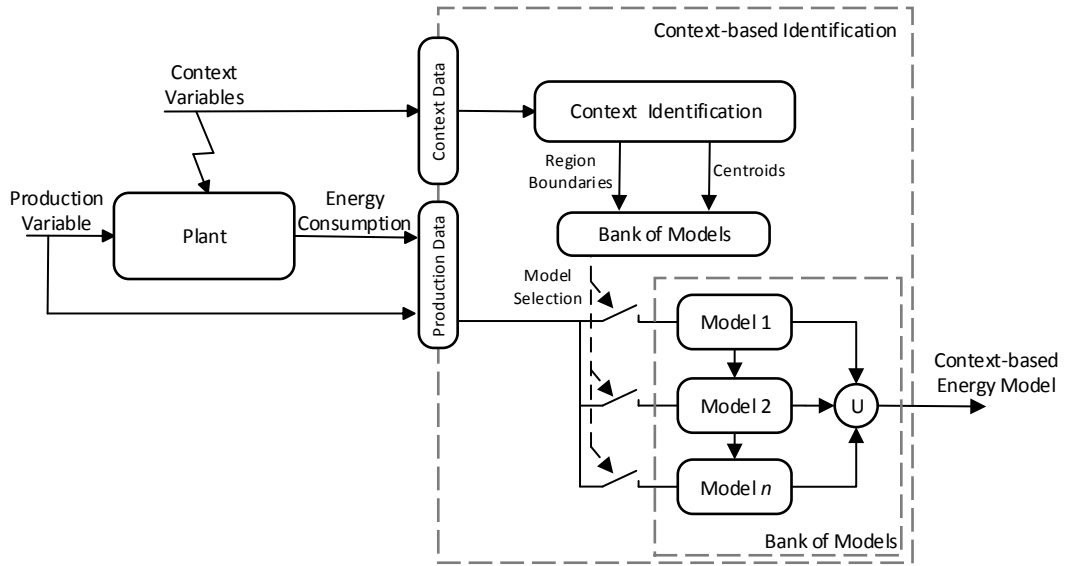 Context-based Identification
Context
Variables
Context Data
Context Identification
Region
Boundaries
Centroids
Production
Variable
Plant
Energy
Consumption
Production Data
Bank of Models
Model
Selection
Model 1
Model 2
Model n
U
Context-based
Energy Model
Bank of Models